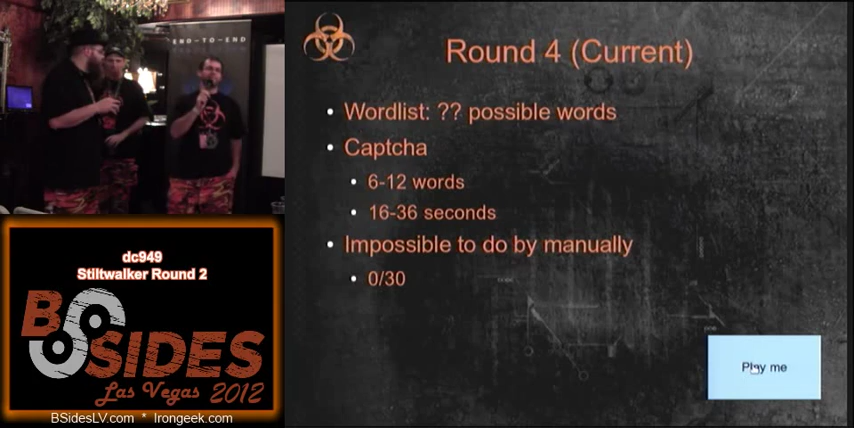 END-TO-END
Round 4 (Current)
Wordlist: ?? possible words
Captcha
6-12 words
16-36 seconds
Impossible to do by manually
0/30
Play me
dc949
Stiltwalker Round 2
BSIDES
Las Vegas 2012
BSidesLV.com * Irongeek.com